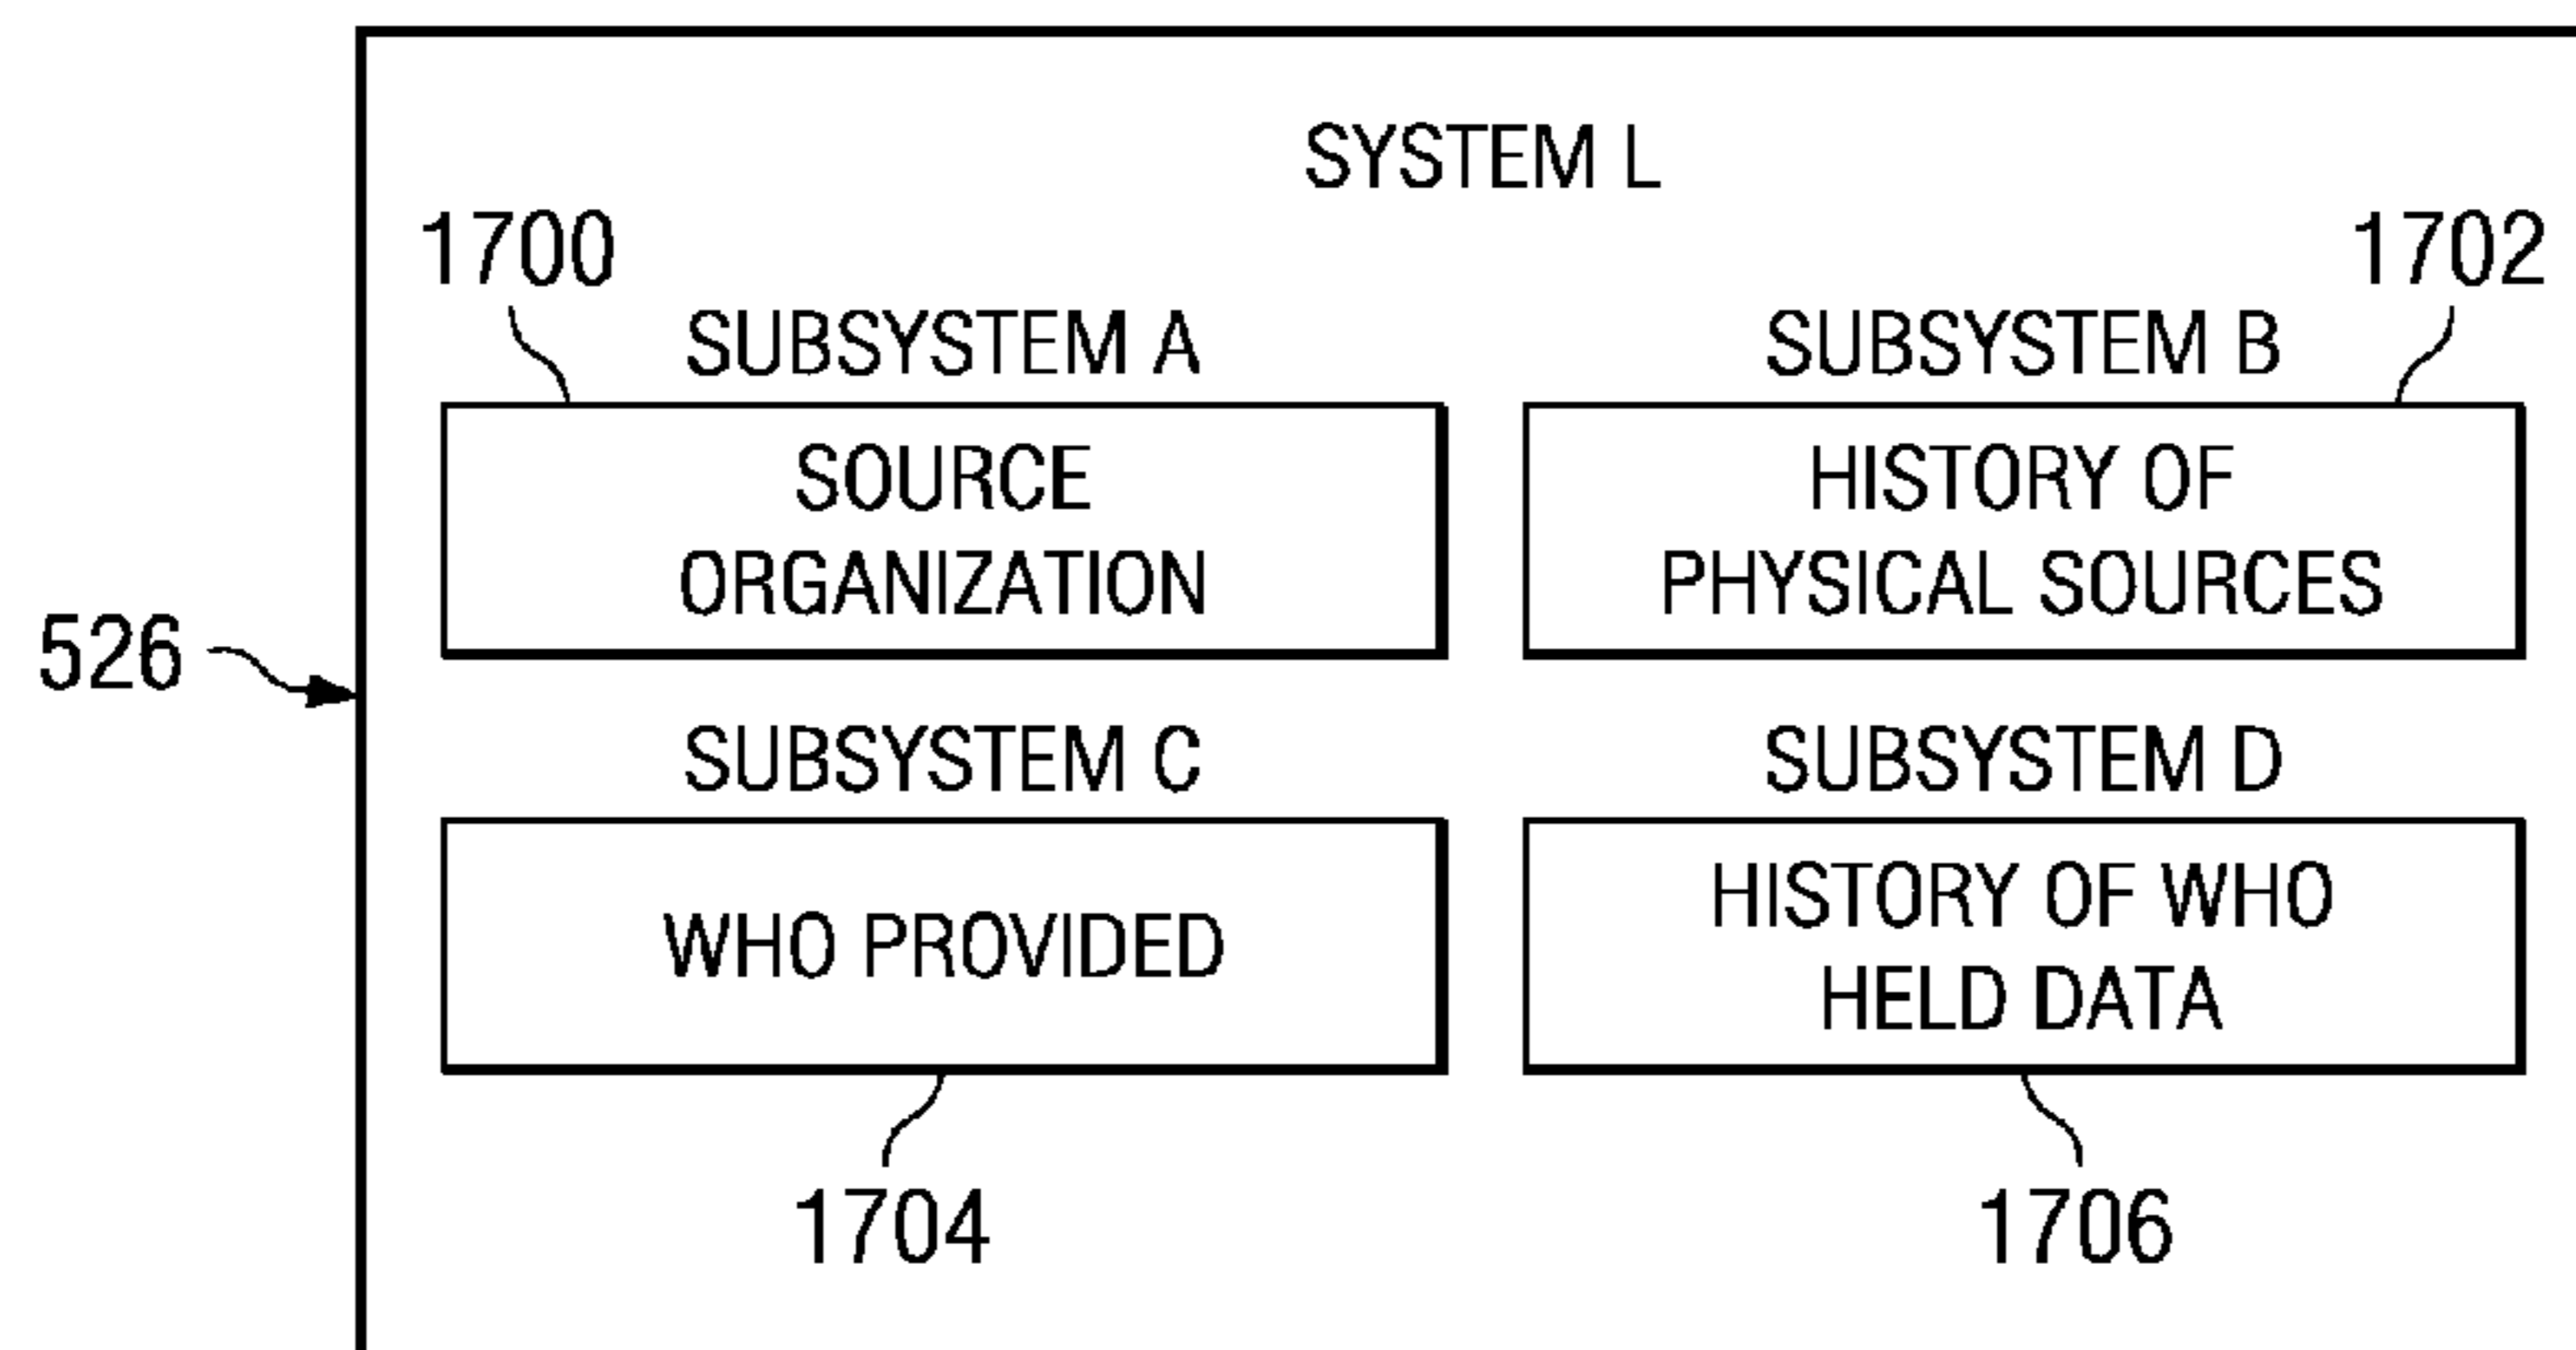 SYSTEM L
1700
1702
SUBSYSTEM A
SUBSYSTEM B
SOURCE
ORGANIZATION
HISTORY OF
PHYSICAL SOURCES
526
SUBSYSTEM C
SUBSYSTEM D
WHO PROVIDED
HISTORY OF WHO
HELD DATA
1704
1706